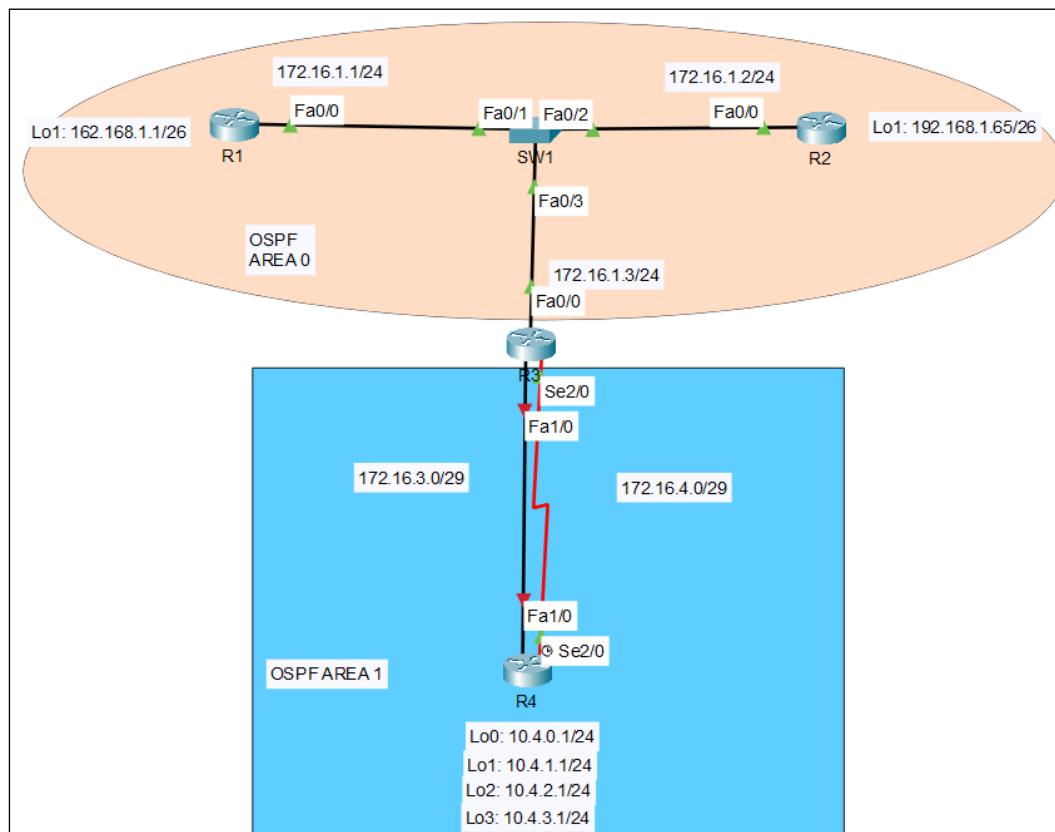 172.16.1.1/24
172.16.1.2/24
Fa0/0
Fa0/1
Fa0/2
Fa0/0
Lo1: 162.168.1.1/26
Lo1: 192.168.1.65/26
R1
SW1
R2
Fa0/3
OSPF
AREA 0
172.16.1.3/24
Fa0/0
R3
Se2/0
Fa1/0
172.16.3.0/29
172.16.4.0/29
Fa1/0
Se2/0
OSPF AREA 1
R4
Lo0: 10.4.0.1/24
Lo1: 10.4.1.1/24
Lo2: 10.4.2.1/24
Lo3: 10.4.3.1/24